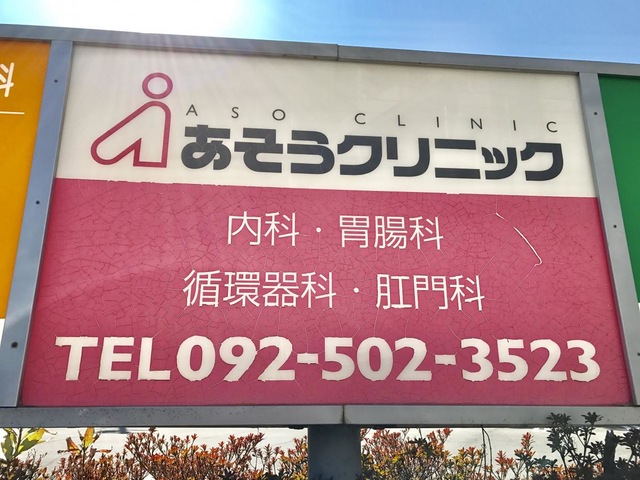 科
ASO CLINIC
あそうクリニック
内科・胃腸科
循環器科・肛門科
TEL092-502-3523